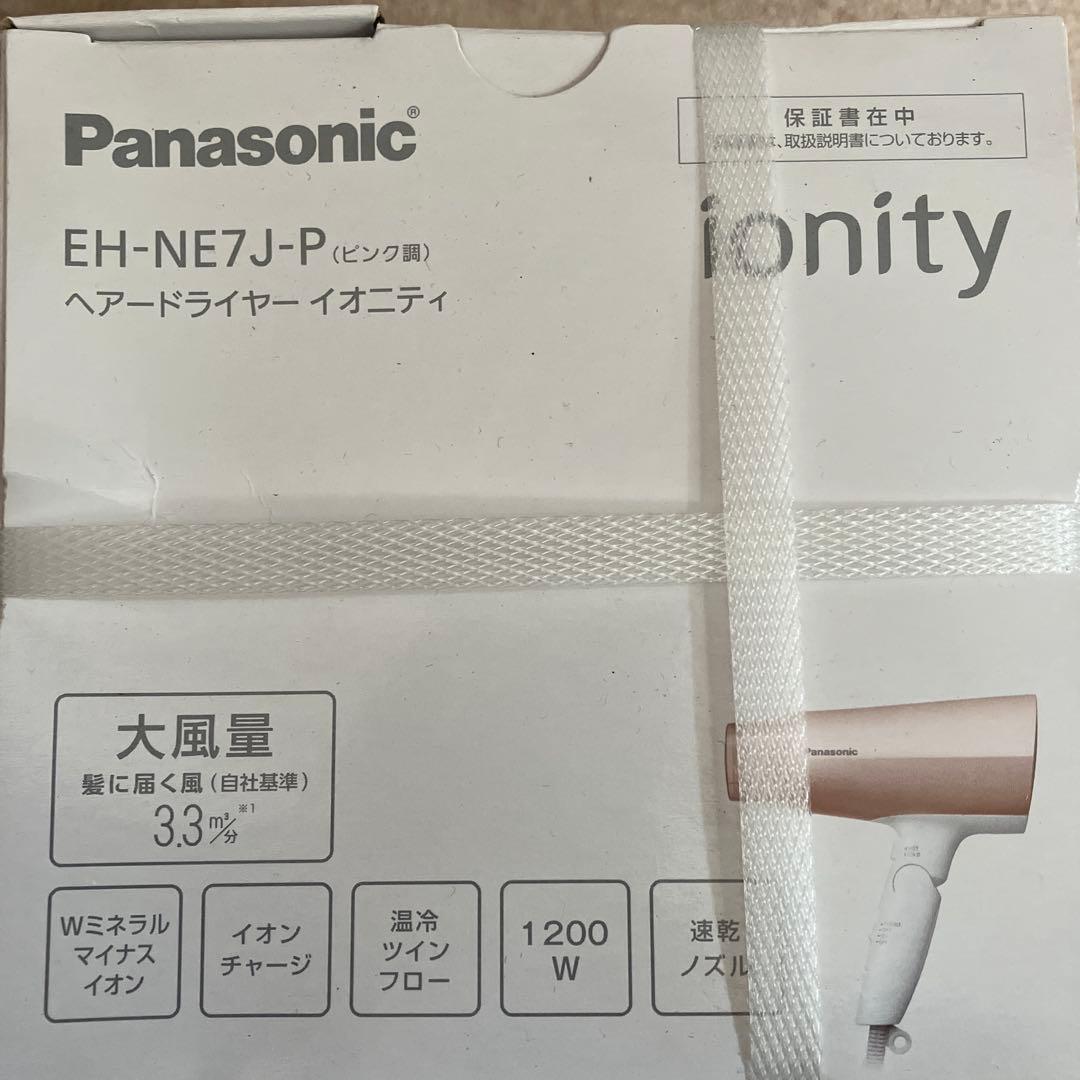 Panasonic®
保証書在中
、取扱説明書についております。
ionity
EH-NE7J-P(ピンク調)
ヘアードライヤー イオニティ
大風量
髪に届く風(自社基準)
3.3㎥/分※1
Wミネラル
マイナス
イオン
イオン
チャージ
温冷
ツイン
フロー
1200
W
速乾
ノズル
Panasonic